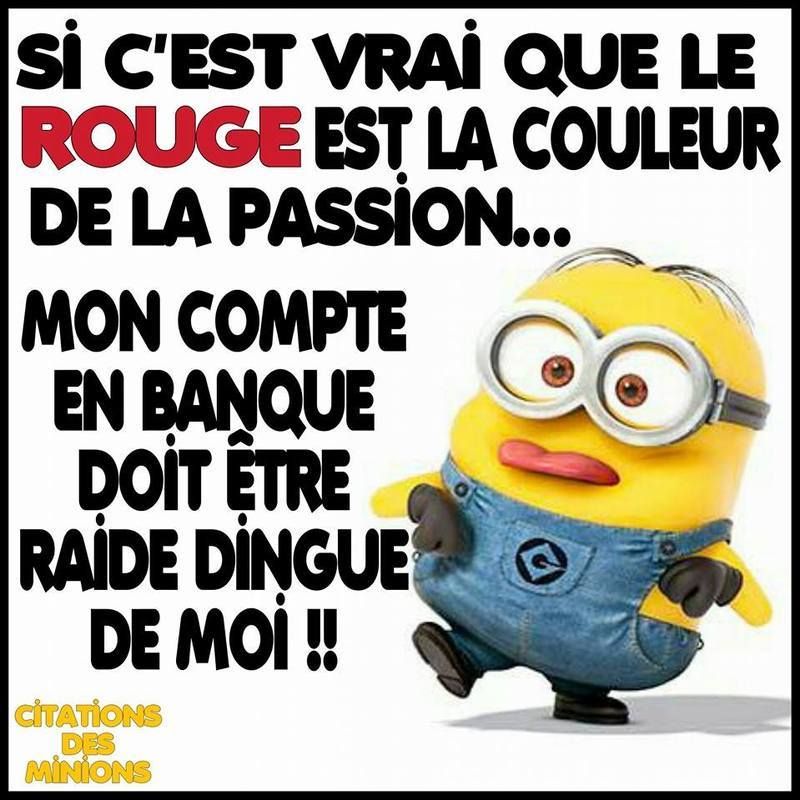 SI C'EST VRAI QUE LE
ROUGE EST LA COULEUR
DE LA PASSION...
MON COMPTE
EN BANQUE
DOIT ÊTRE
RAIDE DINGUE
DE MOI !!
CITATIONS
DES
MINIONS